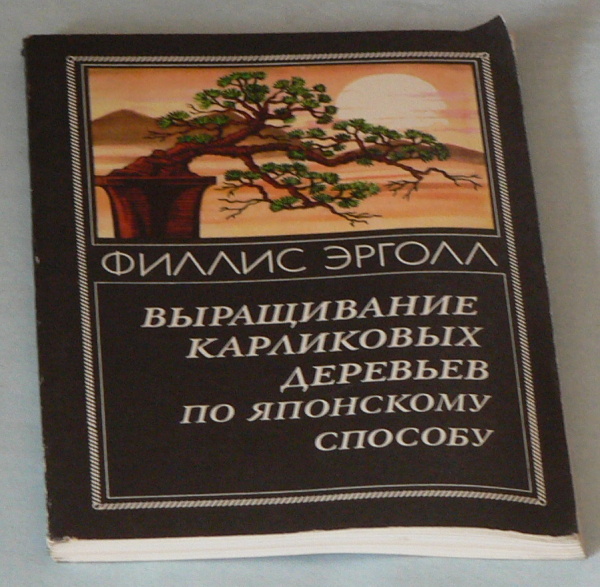 ФИЛЛИС ЭРГОЛЛ
ВЫРАЩИВАНИЕ
КАРЛИКОВЫХ
ДЕРЕВЬЕВ
ПО ЯПОНСКОМУ
СПОСОБУ